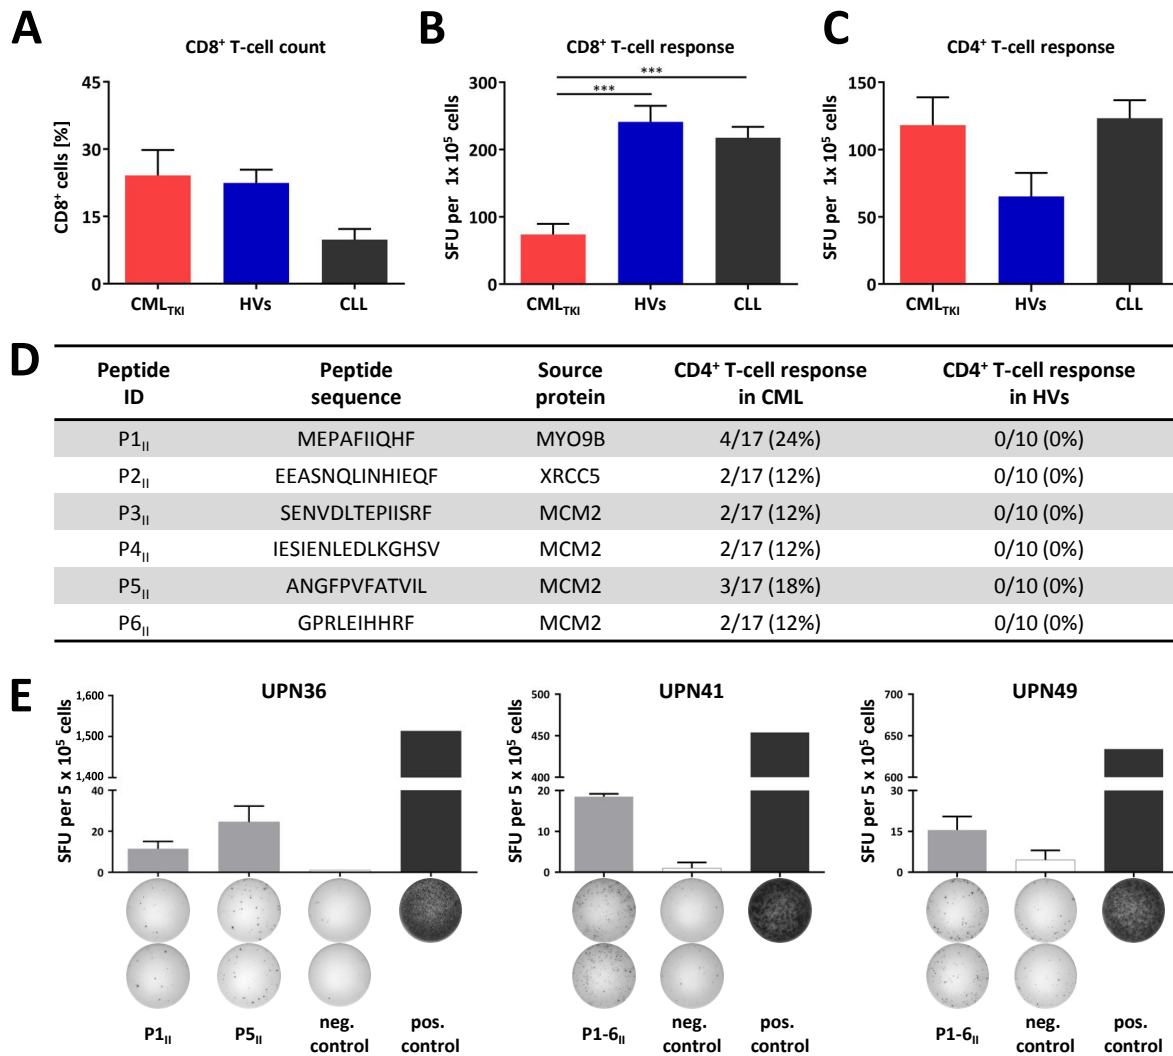 A
CD8⁺ T-cell count
CD8⁺ cells [%]
45
30
15
0
CML_TKI HVs CLL
B
CD8⁺ T-cell response
SFU per 1x 10⁵ cells
300
200
100
0
*** 
***
CML_TKI HVs CLL
C
CD4⁺ T-cell response
SFU per 1x 10⁵ cells
150
100
50
0
CML_TKI HVs CLL
D
Peptide ID Peptide sequence Source protein CD4⁺ T-cell response in CML CD4⁺ T-cell response in HVs
P1_II MEPAFIIQHF MYO9B 4/17 (24%) 0/10 (0%)
P2_II EEASNQLINHIEQF XRCC5 2/17 (12%) 0/10 (0%)
P3_II SENVDLTEPIISRF MCM2 2/17 (12%) 0/10 (0%)
P4_II IESIENLEDLKGHSV MCM2 2/17 (12%) 0/10 (0%)
P5_II ANGFPVFATVIL MCM2 3/17 (18%) 0/10 (0%)
P6_II GPRLEIHHRF MCM2 2/17 (12%) 0/10 (0%)
E
UPN36
SFU per 5 x 10⁵ cells
1,600
1,500
1,400
40
20
0
P1_II P5_II neg. control pos. control
UPN41
SFU per 5 x 10⁵ cells
500
450
400
20
10
0
P1-6_II neg. control pos. control
UPN49
SFU per 5 x 10⁵ cells
700
650
600
30
15
0
P1-6_II neg. control pos. control